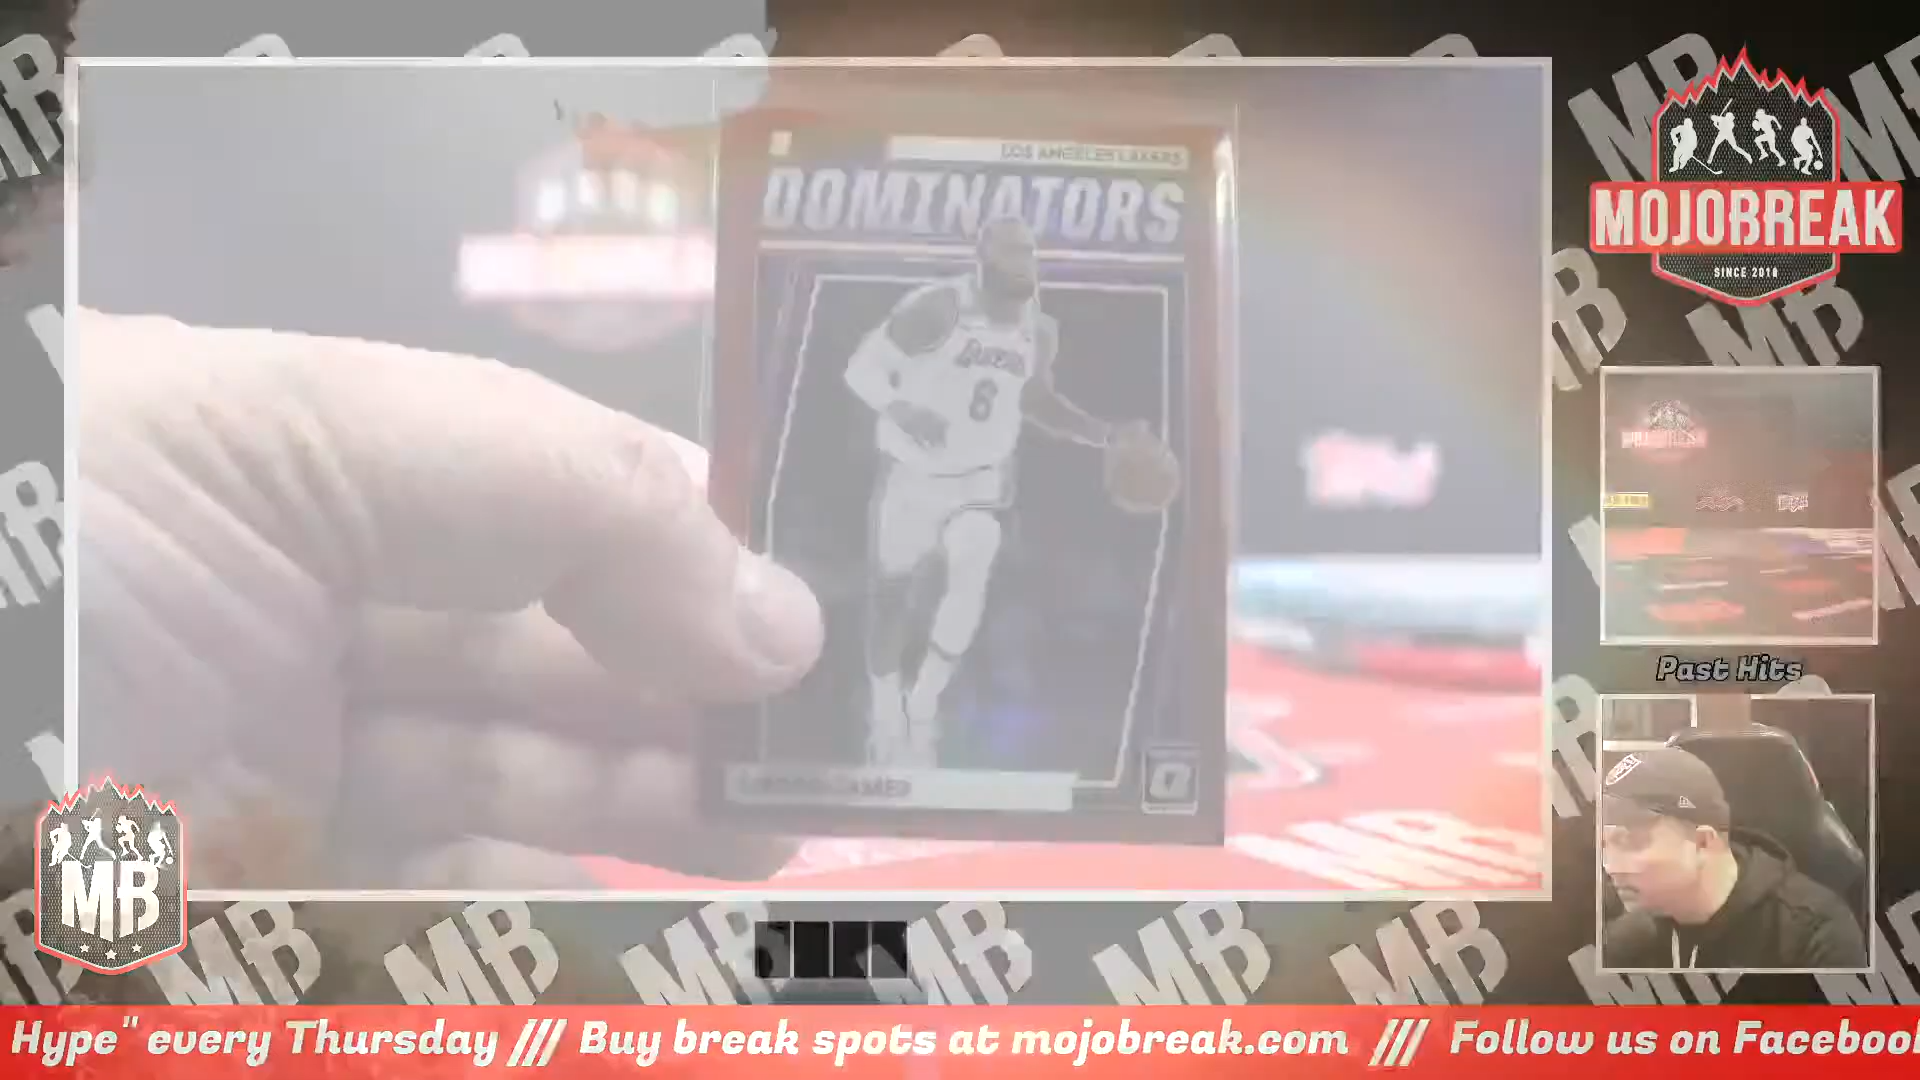 LOS ANGELES LAKERS
DOMINATORS
LAKERS
6
MOJOBREAK
SINCE 2018
Past Hits
MB
Hype" every Thursday /// Buy break spots at mojobreak.com /// Follow us on Facebook